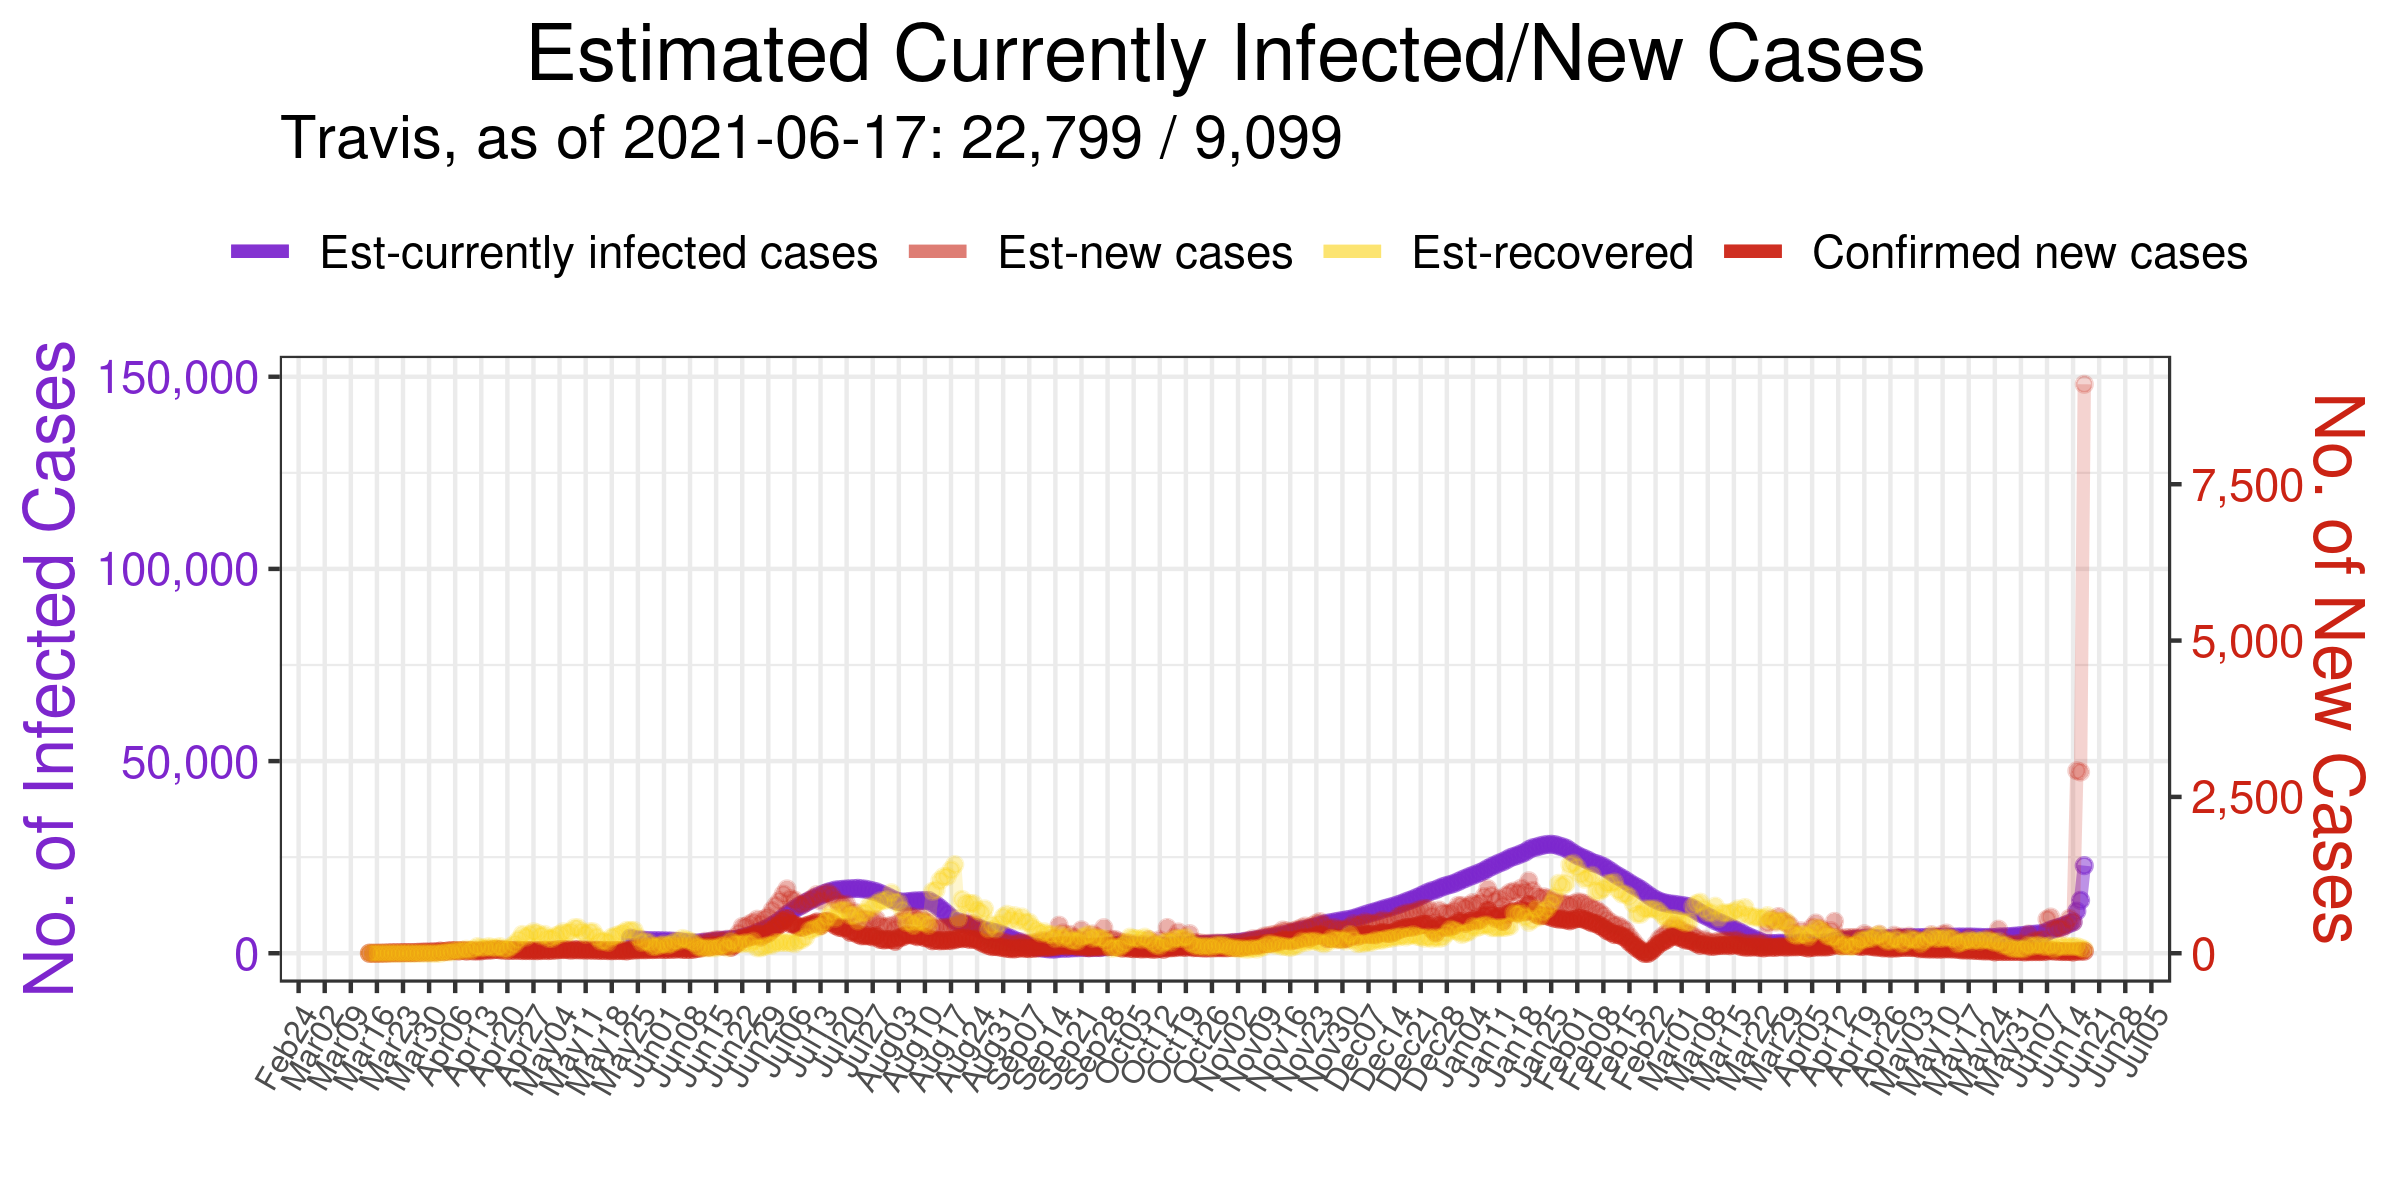 Estimated Currently Infected/New Cases
Travis, as of 2021-06-17: 22,799 / 9,099
Est-currently infected cases Est-new cases Est-recovered Confirmed new cases
No. of Infected Cases
150,000
100,000
50,000
0
7,500
5,000
2,500
0
No. of New Cases
Feb24 Mar02 Mar09 Mar16 Mar23 Mar30 Apr06 Apr13 Apr20 Apr27 May04 May11 May18 May25 Jun01 Jun08 Jun15 Jun22 Jun29 Jul06 Jul13 Jul20 Jul27 Aug03 Aug10 Aug17 Aug24 Aug31 Sep07 Sep14 Sep21 Sep28 Oct05 Oct12 Oct19 Oct26 Nov02 Nov09 Nov16 Nov23 Nov30 Dec07 Dec14 Dec21 Dec28 Jan04 Jan11 Jan18 Jan25 Feb01 Feb08 Feb15 Feb22 Mar01 Mar08 Mar15 Mar22 Mar29 Apr05 Apr12 Apr19 Apr26 May03 May10 May17 May24 May31 Jun07 Jun14 Jun21 Jun28 Jul05